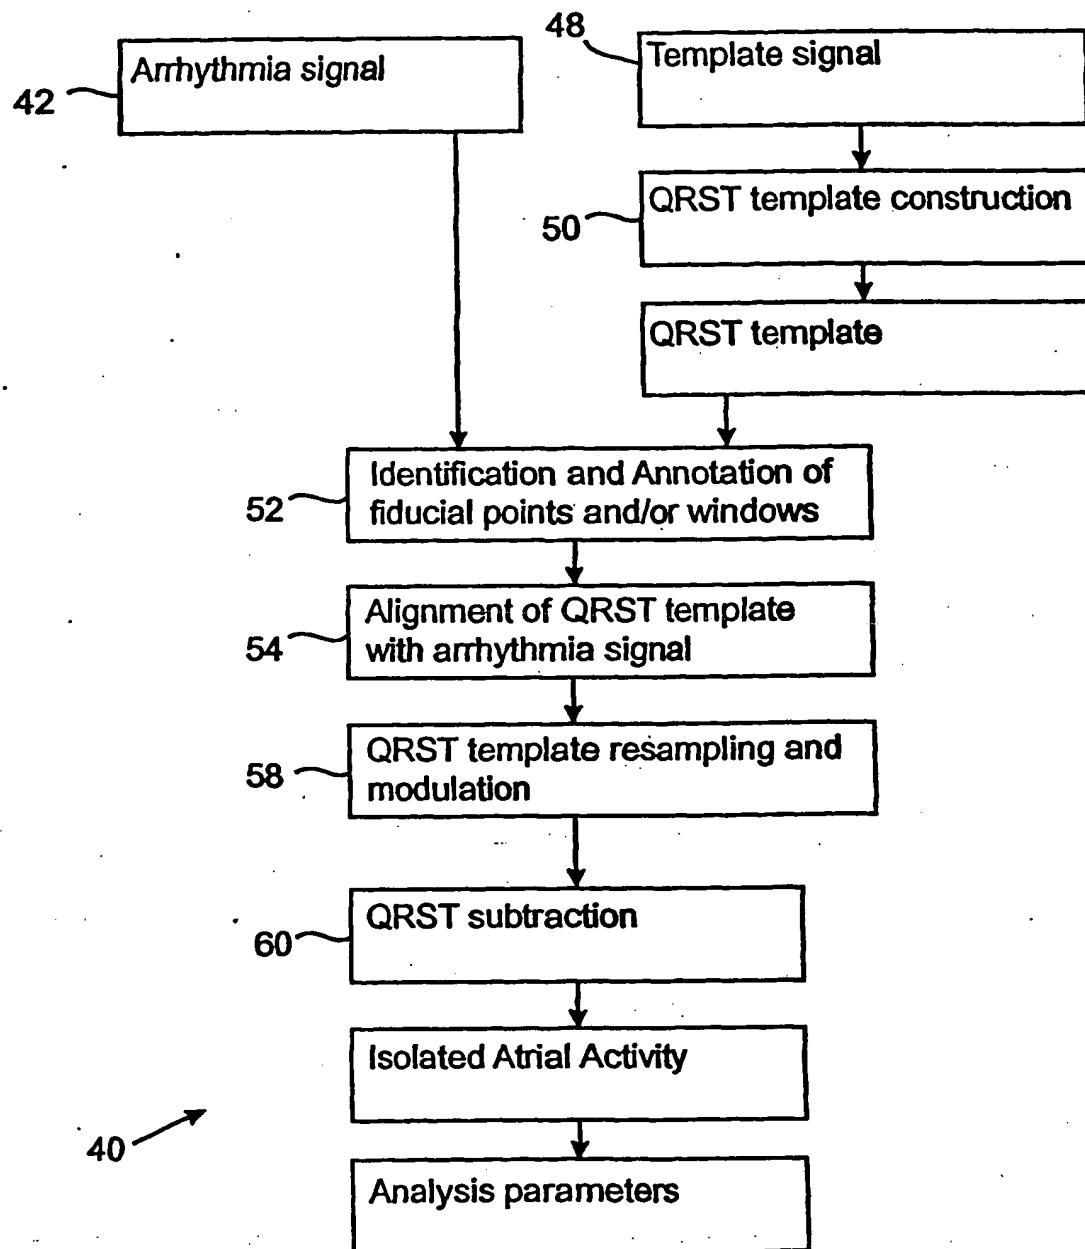 48
Arrhythmia signal
Template signal
42
QRST template construction
50
QRST template
Identification and Annotation of
fiducial points and/or windows
52
Alignment of QRST template
with arrhythmia signal
54
QRST template resampling and
modulation
58
QRST subtraction
60
Isolated Atrial Activity
40
Analysis parameters